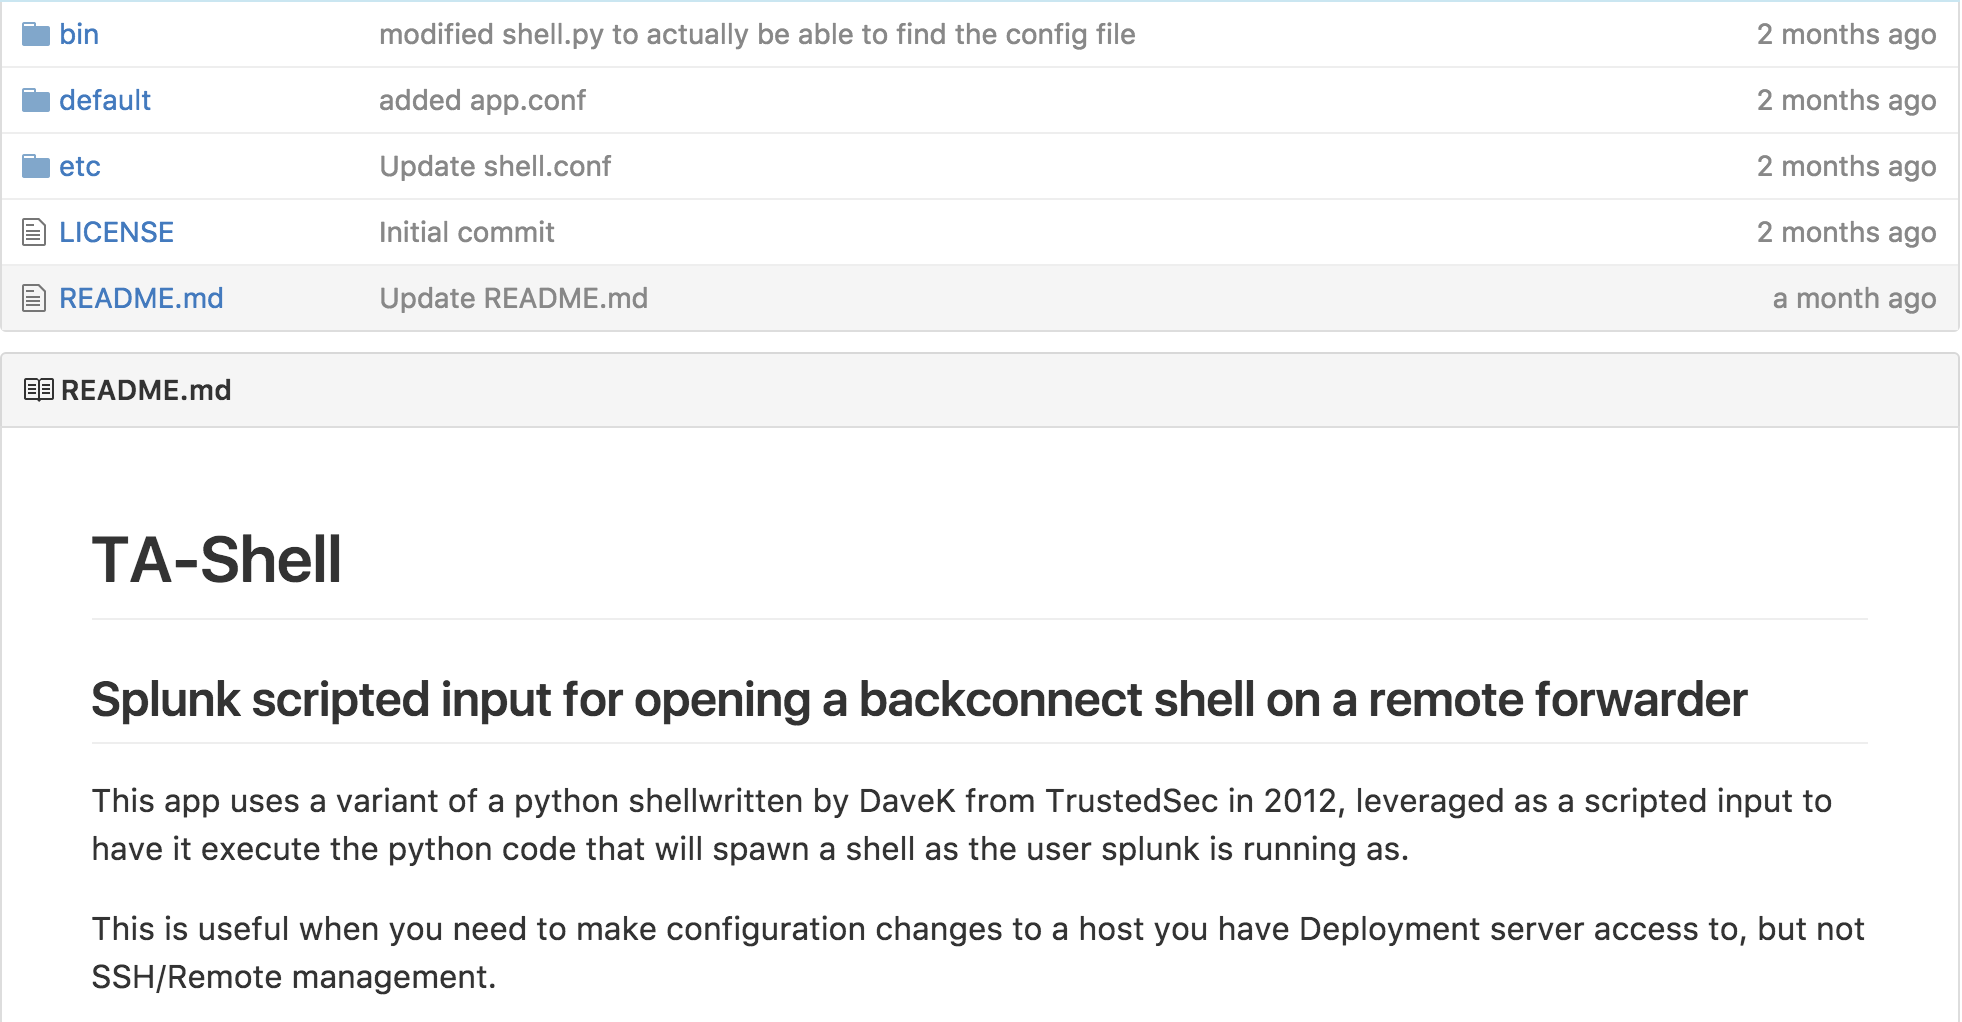 bin modified shell.py to actually be able to find the config file 2 months ago
default added app.conf 2 months ago
etc Update shell.conf 2 months ago
LICENSE Initial commit 2 months ago
README.md Update README.md a month ago
README.md
TA-Shell
Splunk scripted input for opening a backconnect shell on a remote forwarder
This app uses a variant of a python shellwritten by DaveK from TrustedSec in 2012, leveraged as a scripted input to
have it execute the python code that will spawn a shell as the user splunk is running as.
This is useful when you need to make configuration changes to a host you have Deployment server access to, but not
SSH/Remote management.